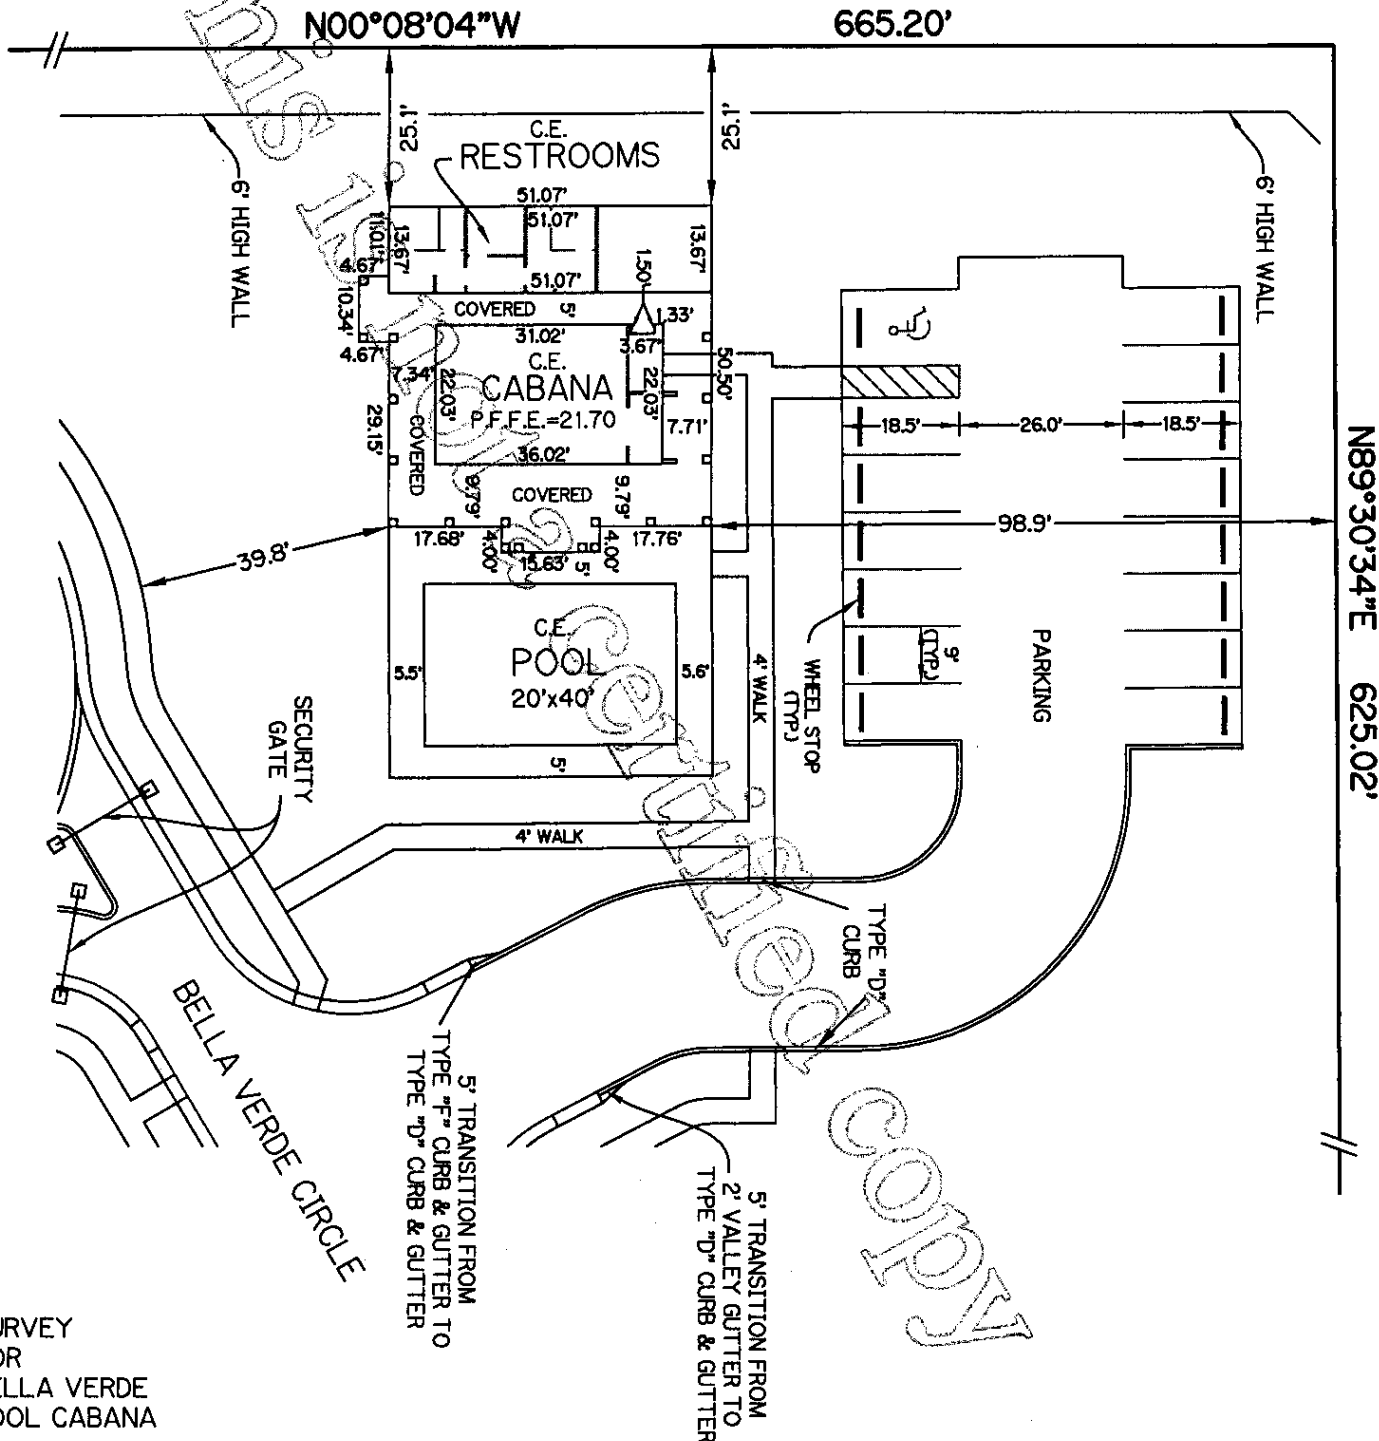 N00°08'04"W
665.20'
N89°30'34"E 625.02'
25.1'
25.1'
6' HIGH WALL
6' HIGH WALL
C.E.
RESTROOMS
51.07'
51.07'
51.07'
13.67'
13.67'
11.01'
4.67'
10.34'
4.67'
COVERED
5'
1.50'
1.33'
3.67'
31.02'
C.E.
CABANA
P.F.F.E.=21.70
7.34'
22.03'
22.03'
50.50'
7.71'
29.15'
COVERED
36.02'
9.79'
COVERED
9.79'
17.68'
4.00'
15.63'
5'
4.00'
17.76'
39.8'
98.9'
18.5'
26.0'
18.5'
9'
(TYP.)
PARKING
WHEEL STOP
(TYP.)
C.E.
POOL
20'x40'
5.5'
5.6'
5'
4' WALK
4' WALK
SECURITY
GATE
TYPE "D"
CURB
BELLA VERDE CIRCLE
5' TRANSITION FROM
TYPE "F" CURB & GUTTER TO
TYPE "D" CURB & GUTTER
5' TRANSITION FROM
2' VALLEY GUTTER TO
TYPE "D" CURB & GUTTER
URVEY
OR
ELLA VERDE
OOL CABANA
his is not a certified copy